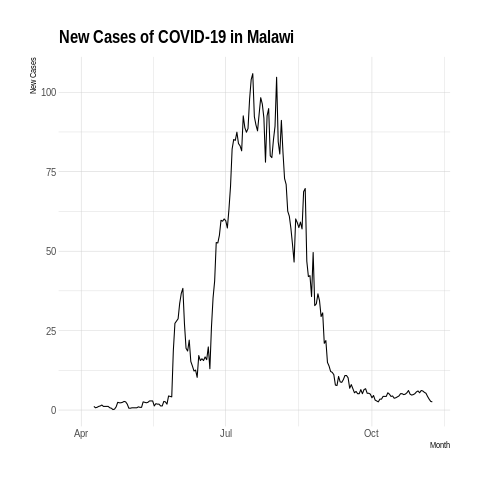 New Cases of COVID-19 in Malawi
New Cases
100
75
50
25
0
Apr
Jul
Oct
Month